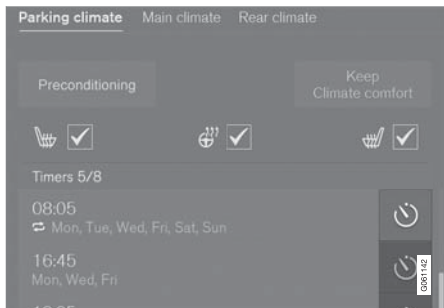 Parking climate Main climate Rear climate
Preconditioning
Keep
Climate comfort
Timers 5/8
08:05
Mon, Tue, Wed, Fri, Sat, Sun
16:45
Mon, Wed, Fri
G061142